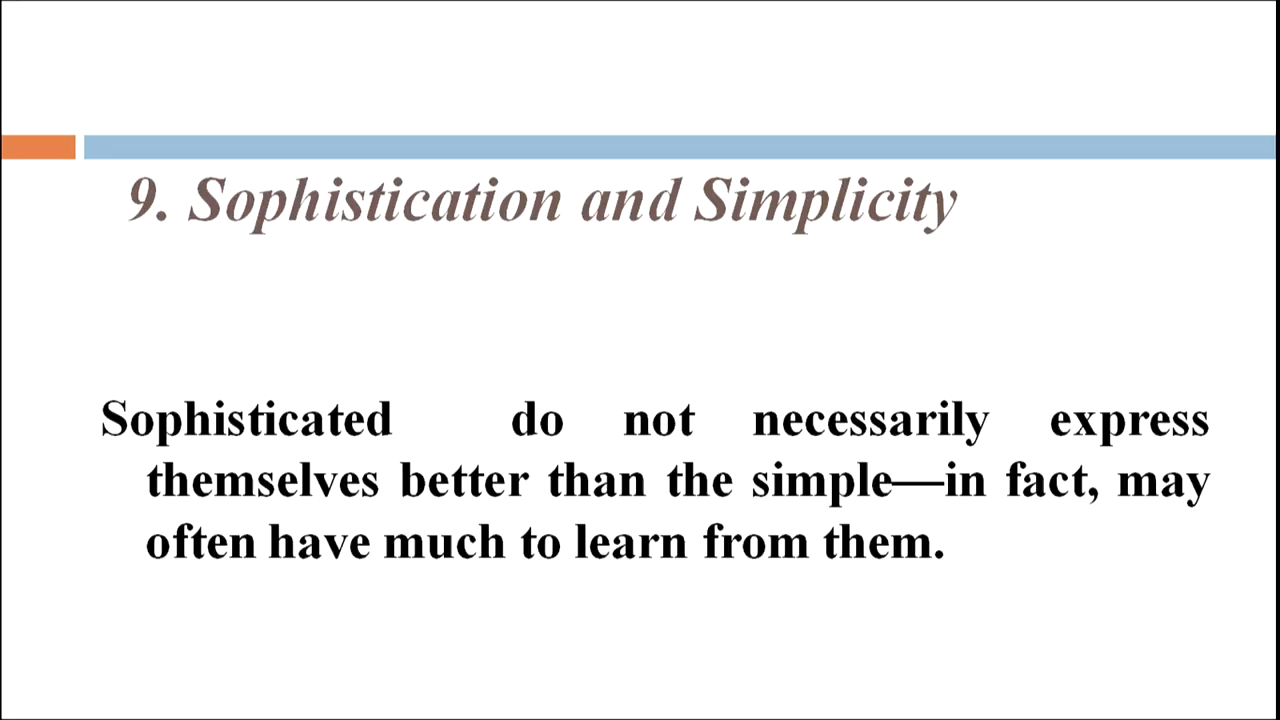 9. Sophistication and Simplicity
Sophisticated do not necessarily express
themselves better than the simple—in fact, may
often have much to learn from them.